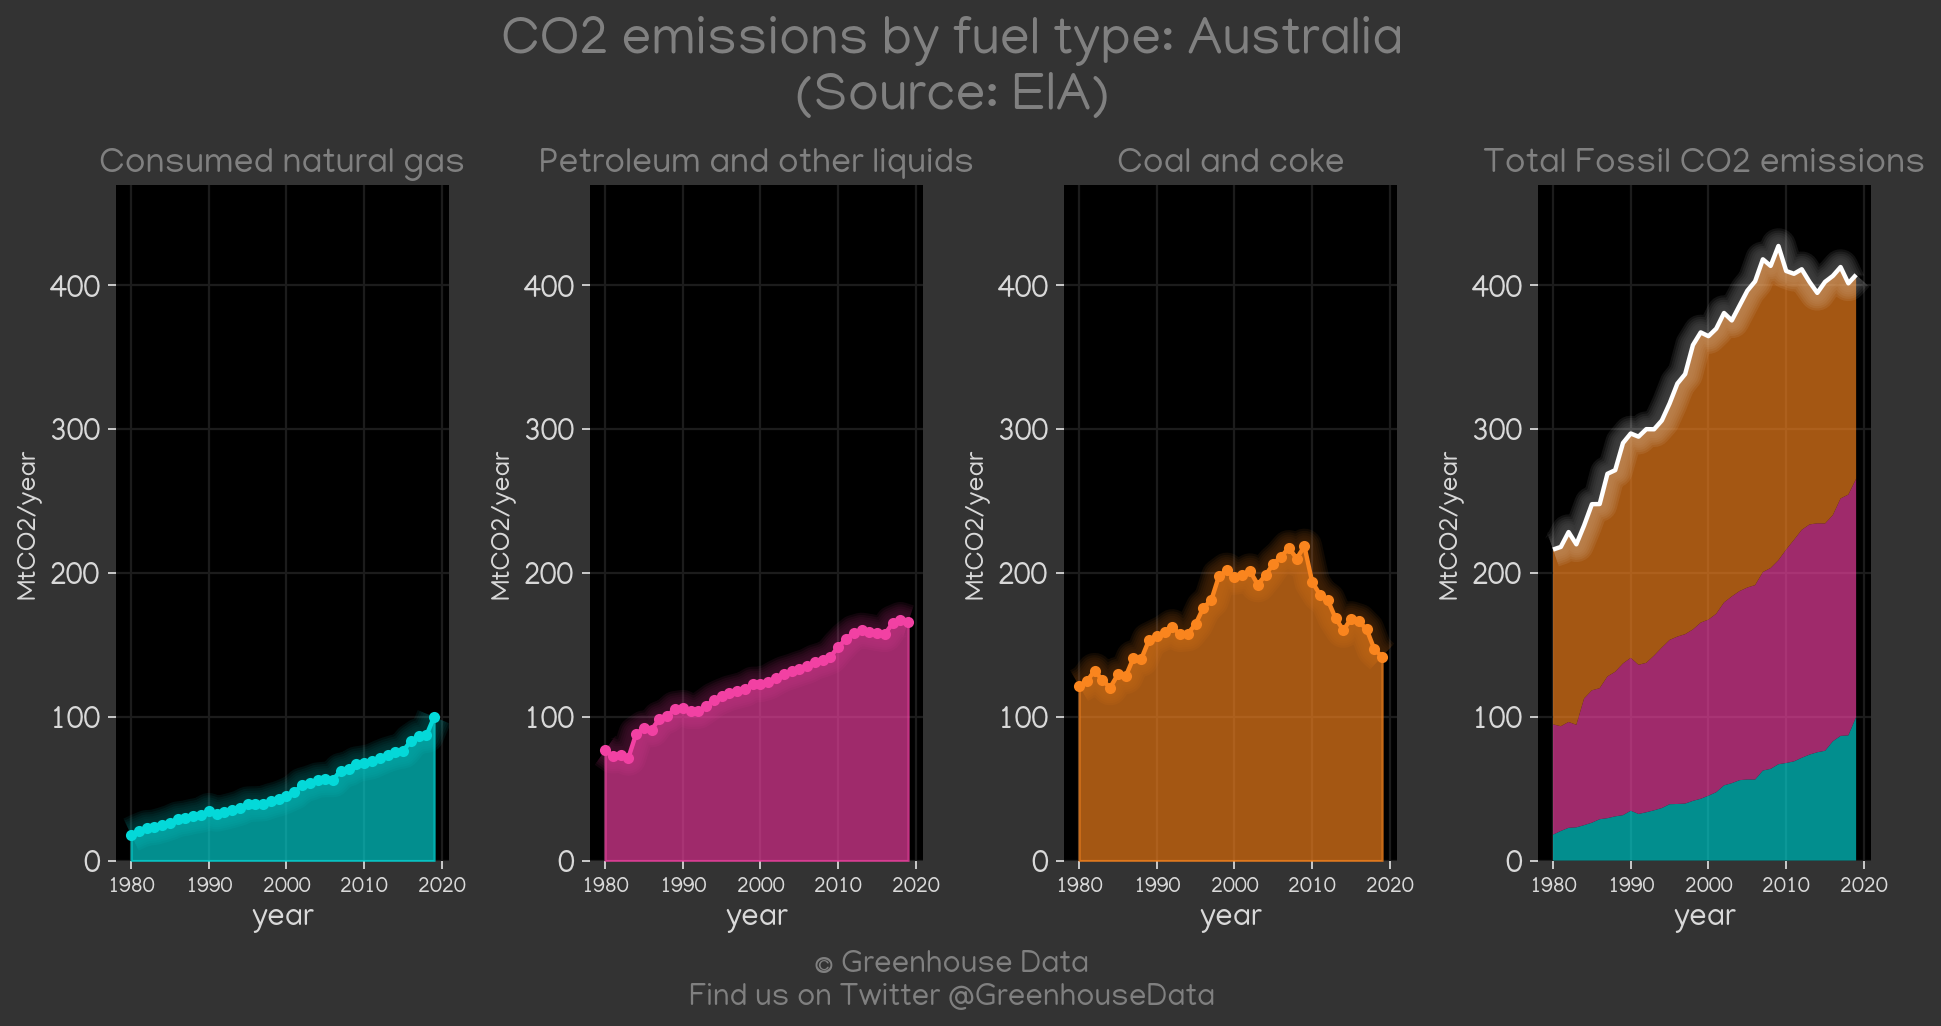 CO2 emissions by fuel type: Australia
(Source: EIA)
Consumed natural gas
Petroleum and other liquids
Coal and coke
Total Fossil CO2 emissions
MtCO2/year
400
300
200
100
0
1980 1990 2000 2010 2020
year
MtCO2/year
400
300
200
100
0
1980 1990 2000 2010 2020
year
MtCO2/year
400
300
200
100
0
1980 1990 2000 2010 2020
year
MtCO2/year
400
300
200
100
0
1980 1990 2000 2010 2020
year
© Greenhouse Data
Find us on Twitter @GreenhouseData